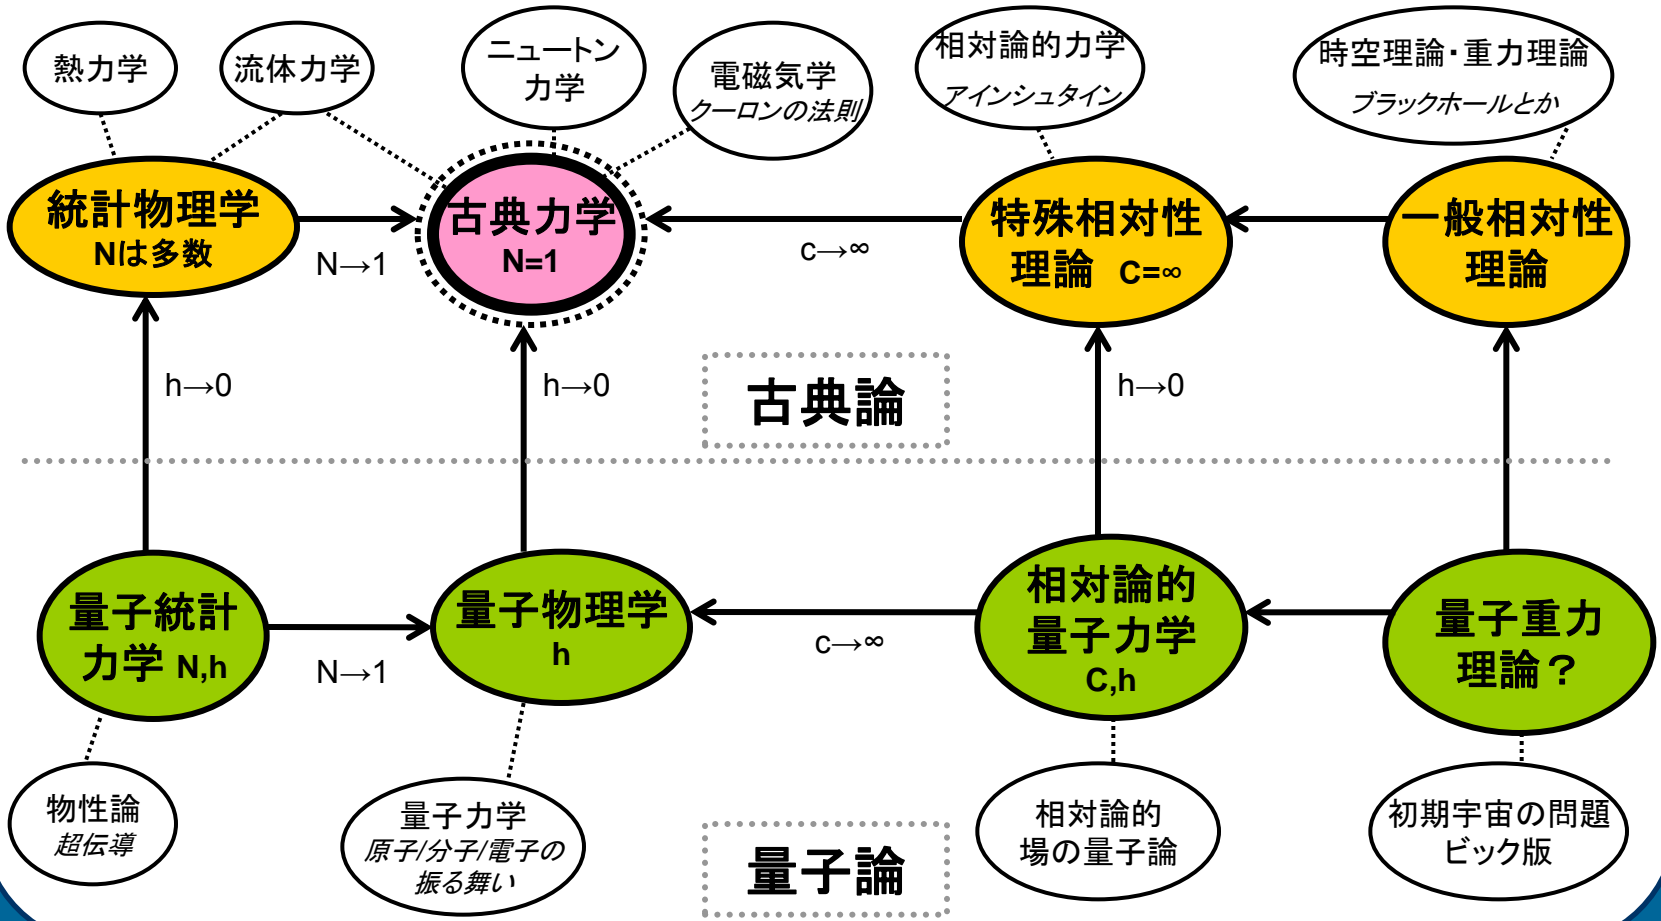 熱力学
流体力学
ニュートン
力学
電磁気学
クーロンの法則
相対論的力学
アインシュタイン
時空理論・重力理論
ブラックホールとか
統計物理学
Nは多数
N→1
古典力学
N=1
c→∞
特殊相対性
理論 C=∞
一般相対性
理論
h→0
h→0
古典論
h→0
量子統計
力学 N,h
N→1
量子物理学
h
c→∞
相対論的
量子力学
C,h
量子重力
理論？
物性論
超伝導
量子力学
原子/分子/電子の
振る舞い
量子論
相対論的
場の量子論
初期宇宙の問題
ビック版